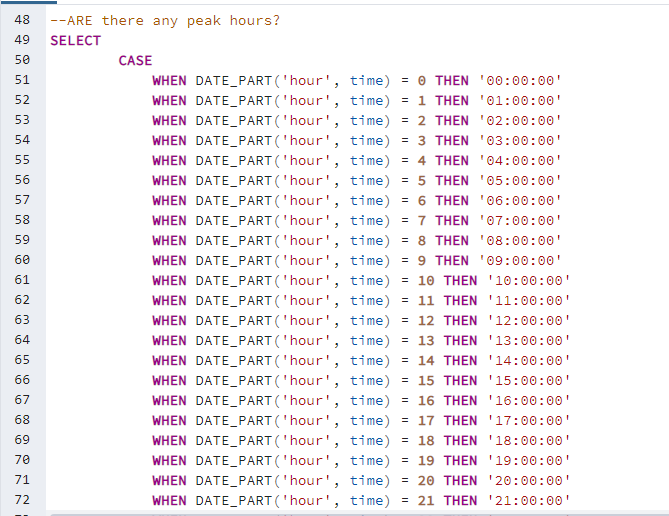 48 --ARE there any peak hours?
49 SELECT
50 CASE
51 WHEN DATE_PART('hour', time) = 0 THEN '00:00:00'
52 WHEN DATE_PART('hour', time) = 1 THEN '01:00:00'
53 WHEN DATE_PART('hour', time) = 2 THEN '02:00:00'
54 WHEN DATE_PART('hour', time) = 3 THEN '03:00:00'
55 WHEN DATE_PART('hour', time) = 4 THEN '04:00:00'
56 WHEN DATE_PART('hour', time) = 5 THEN '05:00:00'
57 WHEN DATE_PART('hour', time) = 6 THEN '06:00:00'
58 WHEN DATE_PART('hour', time) = 7 THEN '07:00:00'
59 WHEN DATE_PART('hour', time) = 8 THEN '08:00:00'
60 WHEN DATE_PART('hour', time) = 9 THEN '09:00:00'
61 WHEN DATE_PART('hour', time) = 10 THEN '10:00:00'
62 WHEN DATE_PART('hour', time) = 11 THEN '11:00:00'
63 WHEN DATE_PART('hour', time) = 12 THEN '12:00:00'
64 WHEN DATE_PART('hour', time) = 13 THEN '13:00:00'
65 WHEN DATE_PART('hour', time) = 14 THEN '14:00:00'
66 WHEN DATE_PART('hour', time) = 15 THEN '15:00:00'
67 WHEN DATE_PART('hour', time) = 16 THEN '16:00:00'
68 WHEN DATE_PART('hour', time) = 17 THEN '17:00:00'
69 WHEN DATE_PART('hour', time) = 18 THEN '18:00:00'
70 WHEN DATE_PART('hour', time) = 19 THEN '19:00:00'
71 WHEN DATE_PART('hour', time) = 20 THEN '20:00:00'
72 WHEN DATE_PART('hour', time) = 21 THEN '21:00:00'